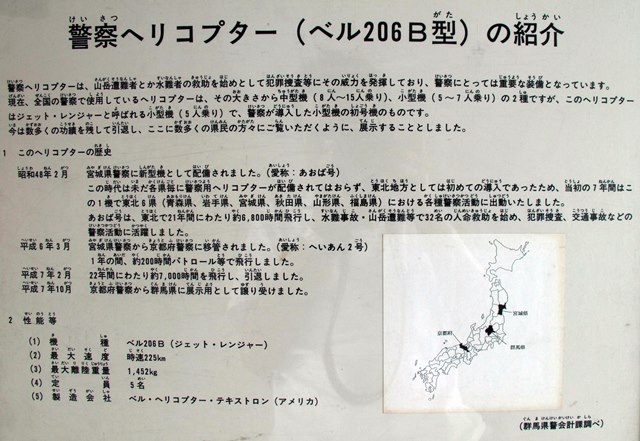 警察ヘリコプター（ベル206B型）の紹介
警察ヘリコプターは、山岳遭難者とか水難者の救助を始めとして犯罪捜査等にその威力を発揮しており、警察にとっては重要な装備となっています。
現在、全国の警察で使用しているヘリコプターは、その大きさから中型機（8人～15人乗り）、小型機（5～7人乗り）の2種ですが、このヘリコプター
はジェット・レンジャーと呼ばれる小型機（5人乗り）で、警察が導入した小型機の初号機のものです。
今は数多くの功績を残して引退し、ここに数多くの県民の方々にご覧いただくように、展示することとしました。
1 このヘリコプターの歴史
昭和48年2月 宮城県警察に新型機として配備されました。（愛称：あおば号）
この時代は未だ各県毎に警察用ヘリコプターが配備されてはおらず、東北地方としては初めての導入であったため、当初の7年間はこ
の1機で東北6県（青森県、岩手県、宮城県、秋田県、山形県、福島県）における各種警察活動に出動いたしました。
あおば号は、東北で21年間にわたり約6,800時間飛行し、水難事故・山岳遭難等で32名の人命救助を始め、犯罪捜査、交通事故などの
警察活動に活躍しました。
平成6年3月 宮城県警察から京都府警察に移管されました。（愛称：へいあん2号）
1年の間、約200時間パトロール等で飛行しました。
平成7年2月 22年間にわたり約7,000時間を飛行し、引退しました。
平成7年10月 京都府警察から群馬県に展示用として譲り受けました。
2 性能等
(1) 機種 ベル206B（ジェット・レンジャー）
(2) 最大速度 時速225km
(3) 最大離陸重量 1,452kg
(4) 定員 5名
(5) 製造会社 ベル・ヘリコプター・テキストロン（アメリカ）
宮城県
京都府
群馬県
（群馬県警会計課調べ）